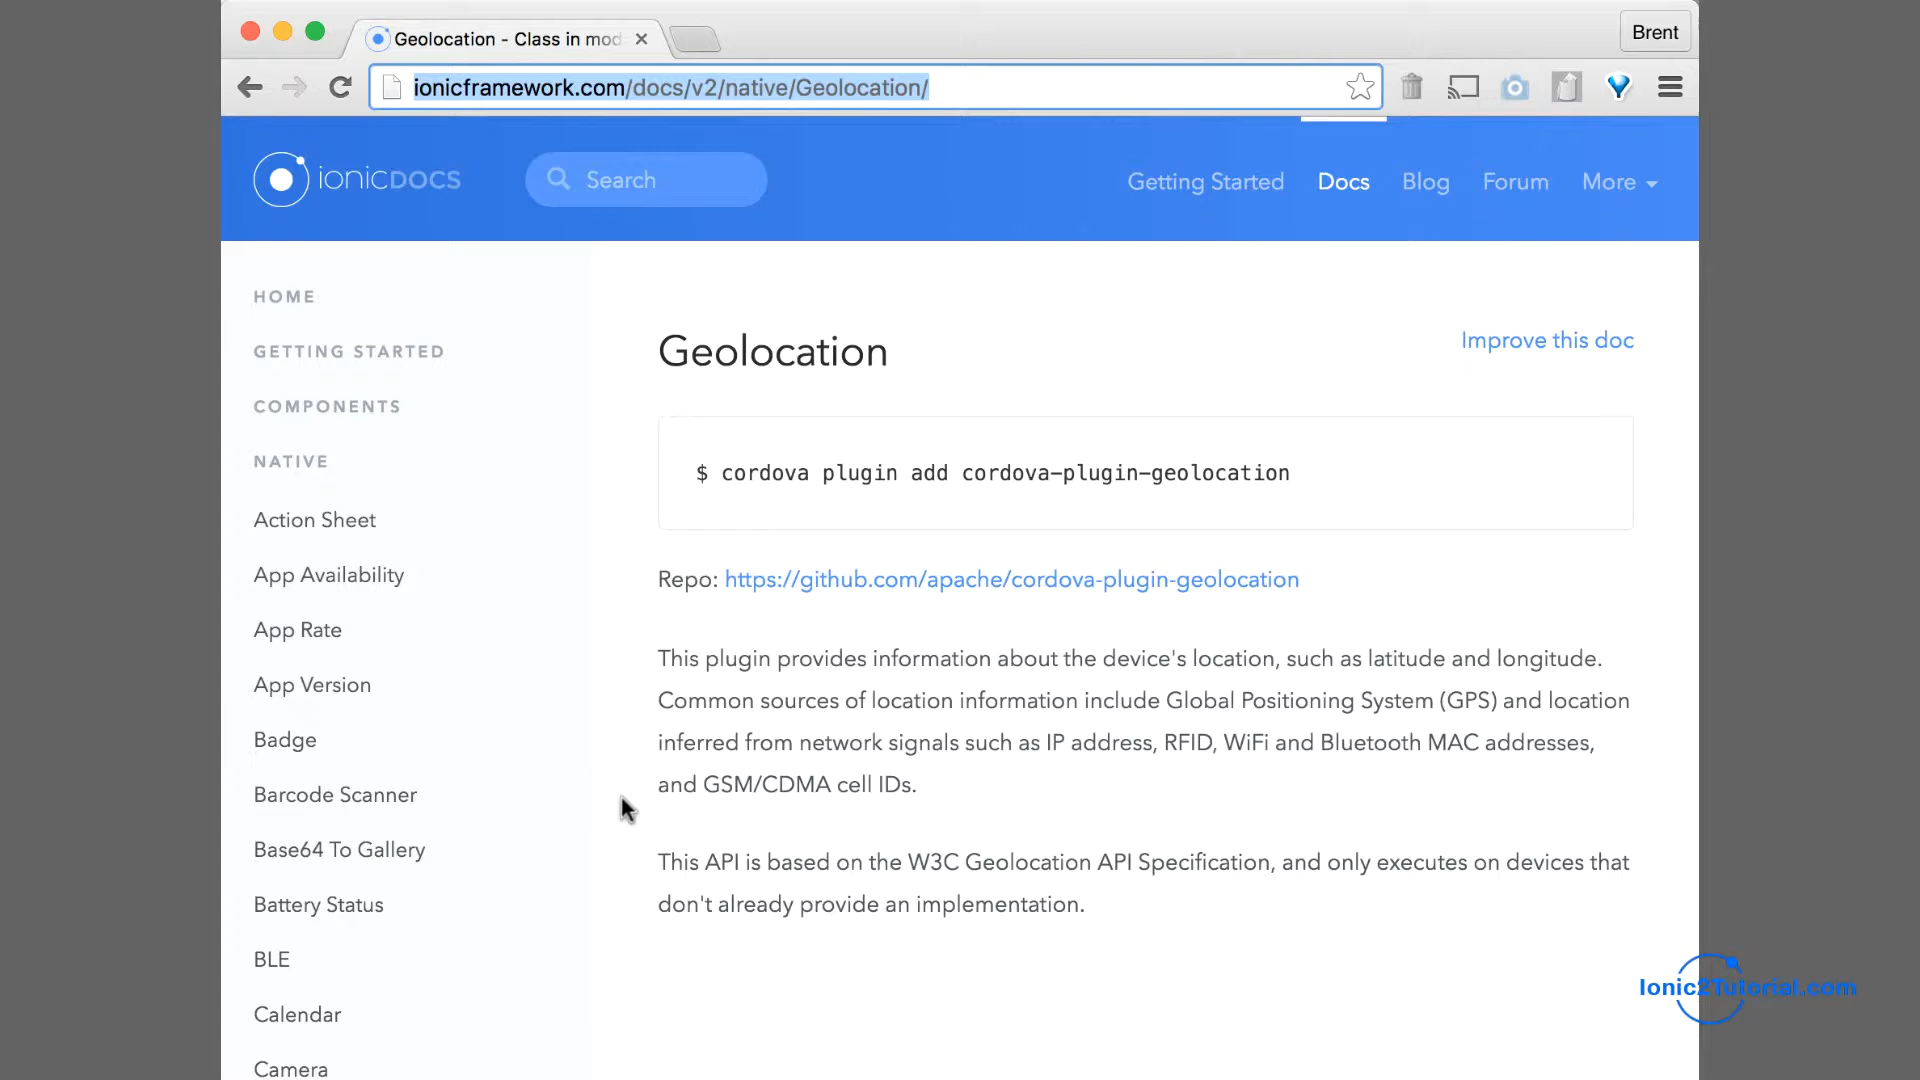 Geolocation - Class in mod
Brent
ionicframework.com/docs/v2/native/Geolocation/
ionicDOCS
Search
Getting Started
Docs
Blog
Forum
More
HOME
GETTING STARTED
COMPONENTS
NATIVE
Action Sheet
App Availability
App Rate
App Version
Badge
Barcode Scanner
Base64 To Gallery
Battery Status
BLE
Calendar
Camera
Geolocation
Improve this doc
$ cordova plugin add cordova-plugin-geolocation
Repo: https://github.com/apache/cordova-plugin-geolocation
This plugin provides information about the device's location, such as latitude and longitude.
Common sources of location information include Global Positioning System (GPS) and location
inferred from network signals such as IP address, RFID, WiFi and Bluetooth MAC addresses,
and GSM/CDMA cell IDs.
This API is based on the W3C Geolocation API Specification, and only executes on devices that
don't already provide an implementation.
Ionic2Tutorial.com